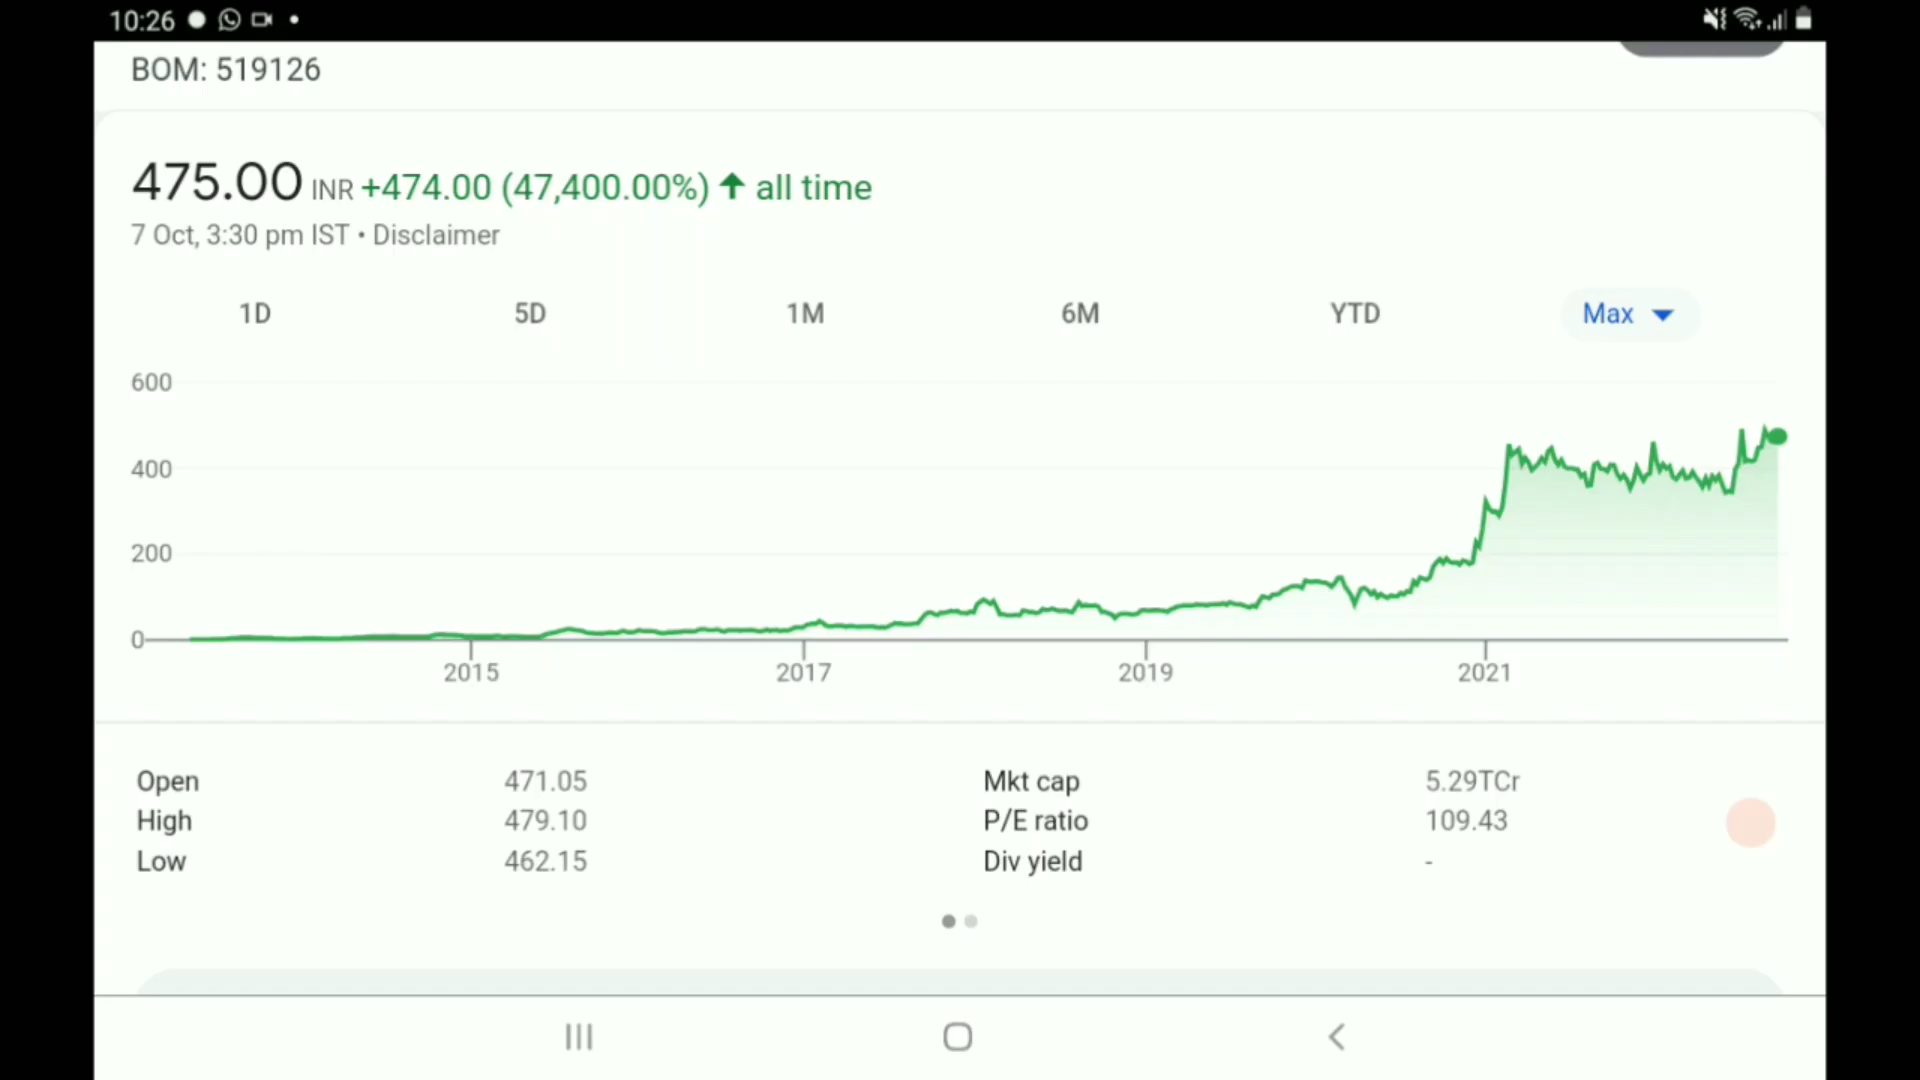 10:26
BOM: 519126
475.00 INR +474.00 (47,400.00%) ↑ all time
7 Oct, 3:30 pm IST • Disclaimer
1D 5D 1M 6M YTD Max
600
400
200
0
2015 2017 2019 2021
Open 471.05 Mkt cap 5.29TCr
High 479.10 P/E ratio 109.43
Low 462.15 Div yield -